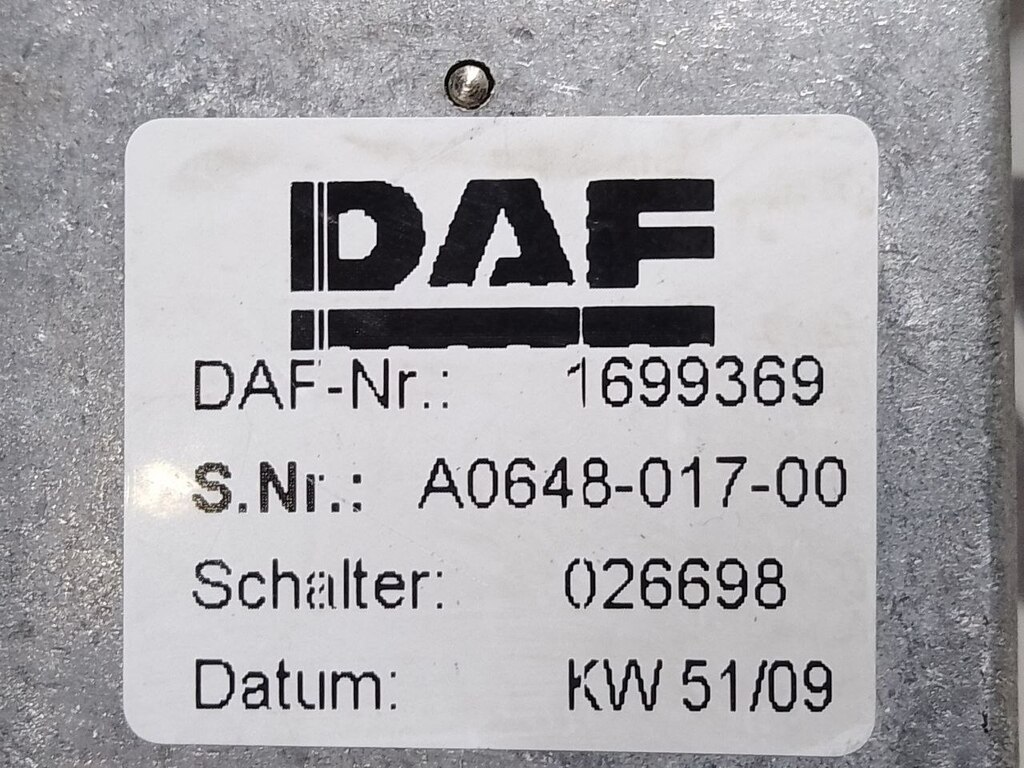 DAF
DAF-Nr.: 1699369
S.Nr.: A0648-017-00
Schalter: 026698
Datum: KW 51/09